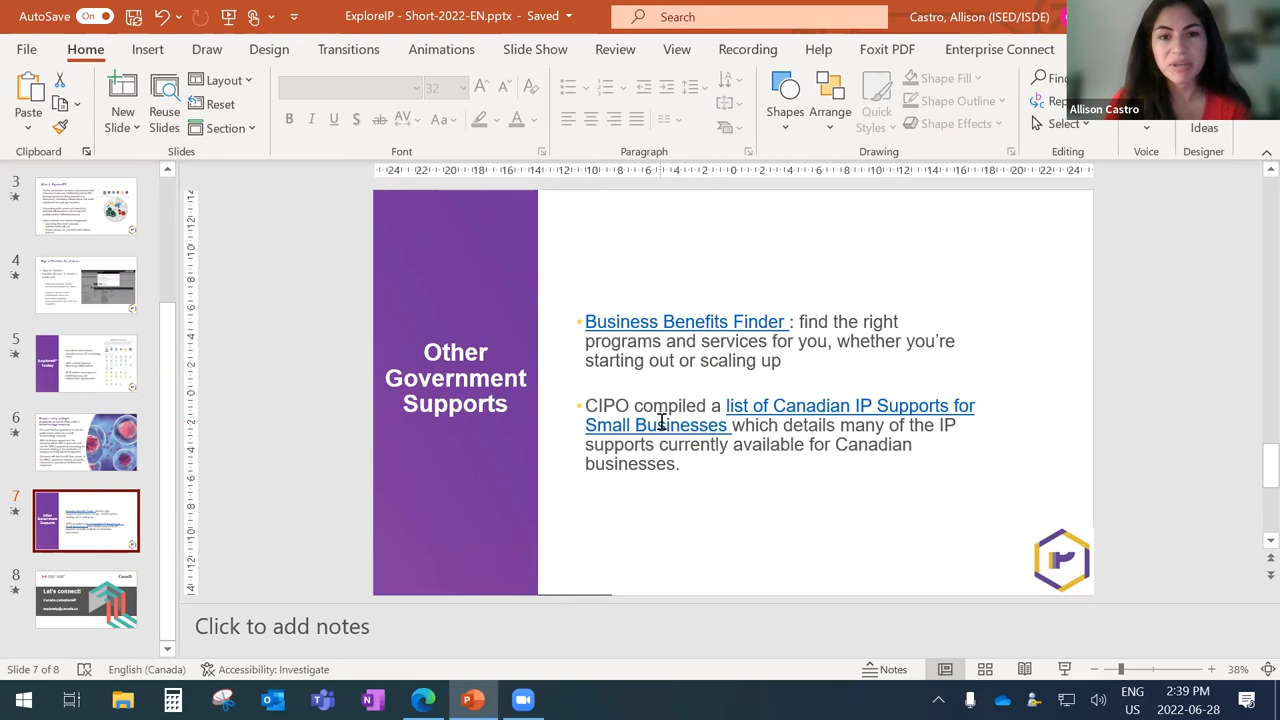 AutoSave
On
ExploreIP - Short-2022-EN.pptx - Saved
Search
Castro, Allison (ISED/ISDE)
File Home Insert Draw Design Transitions Animations Slide Show Review View Recording Help Foxit PDF Enterprise Connect
Paste
New
Slide
Reuse
Slides
Layout
Reset
Section
Shapes
Arrange
Quick
Styles
Shape Fill
Shape Outline
Shape Effects
Select
Ideas
Allison Castro
Clipboard Slides Font Paragraph Drawing Editing Voice Designer
3
4
5
6
7
8
Let's connect!
Other
Government
Supports
•Business Benefits Finder : find the right
programs and services for you, whether you're
starting out or scaling up
•CIPO compiled a list of Canadian IP Supports for
Small Businesses which details many of the IP
supports currently available for Canadian
businesses.
Click to add notes
Slide 7 of 8
English (Canada)
Accessibility: Investigate
Notes
38%
ENG
US
2:39 PM
2022-06-28